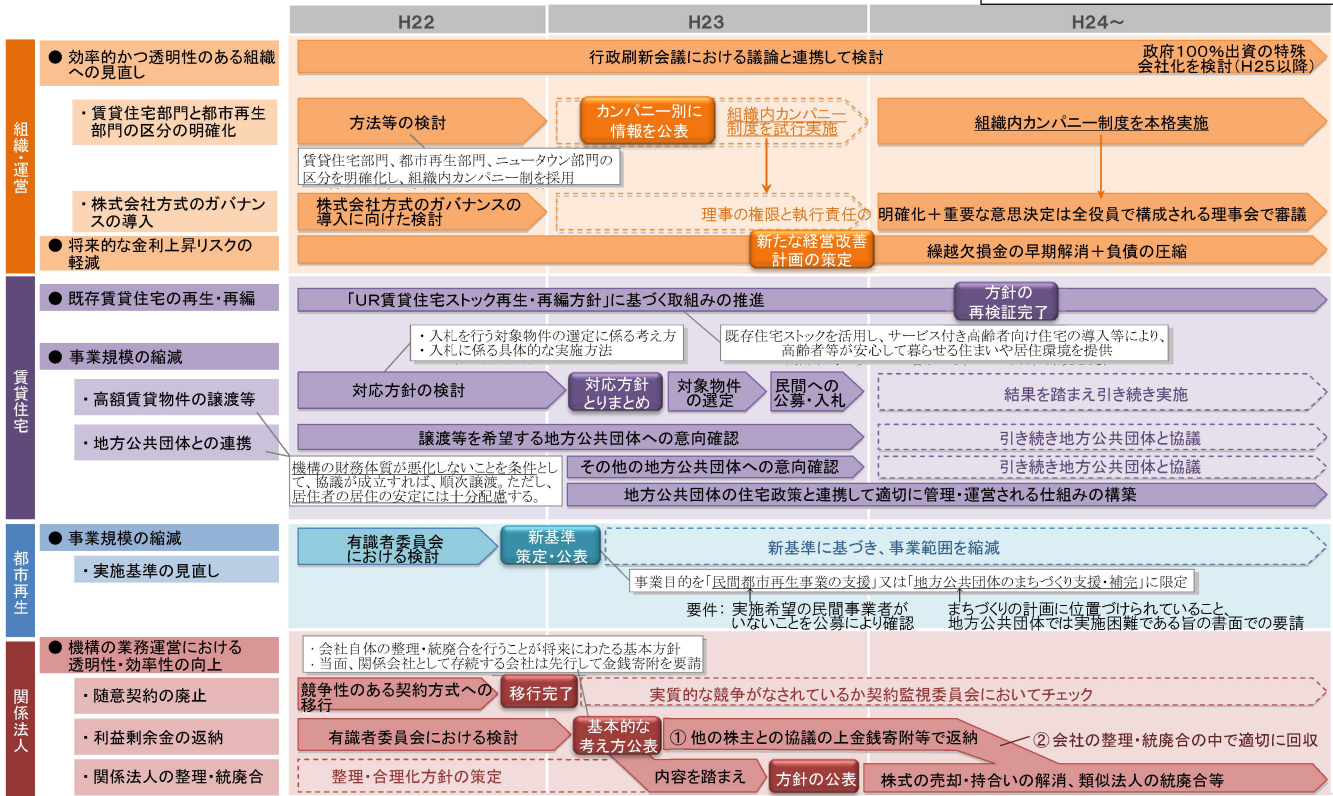 H22
H23
H24～
組織・運営
● 効率的かつ透明性のある組織
への見直し
行政刷新会議における議論と連携して検討
政府100%出資の特殊
会社化を検討(H25以降)
・賃貸住宅部門と都市再生
部門の区分の明確化
方法等の検討
カンパニー別に
情報を公表
組織内カンパニー
制度を試行実施
組織内カンパニー制度を本格実施
賃貸住宅部門、都市再生部門、ニュータウン部門の
区分を明確化し、組織内カンパニー制を採用
・株式会社方式のガバナン
スの導入
株式会社方式のガバナンスの
導入に向けた検討
理事の権限と執行責任の 明確化＋重要な意思決定は全役員で構成される理事会で審議
● 将来的な金利上昇リスクの
軽減
新たな経営改善
計画の策定
繰越欠損金の早期解消＋負債の圧縮
賃貸住宅
● 既存賃貸住宅の再生・再編
「UR賃貸住宅ストック再生・再編方針」に基づく取組みの推進
方針の
再検証完了
・入札を行う対象物件の選定に係る考え方
・入札に係る具体的な実施方法
既存住宅ストックを活用し、サービス付き高齢者向け住宅の導入等により、
高齢者等が安心して暮らせる住まいや居住環境を提供
● 事業規模の縮減
・高額賃貸物件の譲渡等
対応方針の検討
対応方針
とりまとめ
対象物件
の選定
民間への
公募・入札
結果を踏まえ引き続き実施
・地方公共団体との連携
譲渡等を希望する地方公共団体への意向確認
引き続き地方公共団体と協議
機構の財務体質が悪化しないことを条件とし
て、協議が成立すれば、順次譲渡。ただし、
居住者の居住の安定には十分配慮する。
その他の地方公共団体への意向確認
引き続き地方公共団体と協議
地方公共団体の住宅政策と連携して適切に管理・運営される仕組みの構築
都市再生
● 事業規模の縮減
・実施基準の見直し
有識者委員会
における検討
新基準
策定・公表
新基準に基づき、事業範囲を縮減
事業目的を「民間都市再生事業の支援」又は「地方公共団体のまちづくり支援・補完」に限定
要件： 実施希望の民間事業者が
いないことを公募により確認
まちづくりの計画に位置づけられていること、
地方公共団体では実施困難である旨の書面での要請
関係法人
● 機構の業務運営における
透明性・効率性の向上
・会社自体の整理・統廃合を行うことが将来にわたる基本方針
・当面、関係会社として存続する会社は先行して金銭寄附を要請
・随意契約の廃止
競争性のある契約方式への
移行
移行完了
実質的な競争がなされているか契約監視委員会においてチェック
・利益剰余金の返納
有識者委員会における検討
基本的な
考え方公表
① 他の株主との協議の上金銭寄附等で返納
② 会社の整理・統廃合の中で適切に回収
・関係法人の整理・統廃合
整理・合理化方針の策定
内容を踏まえ
方針の公表
株式の売却・持合いの解消、類似法人の統廃合等